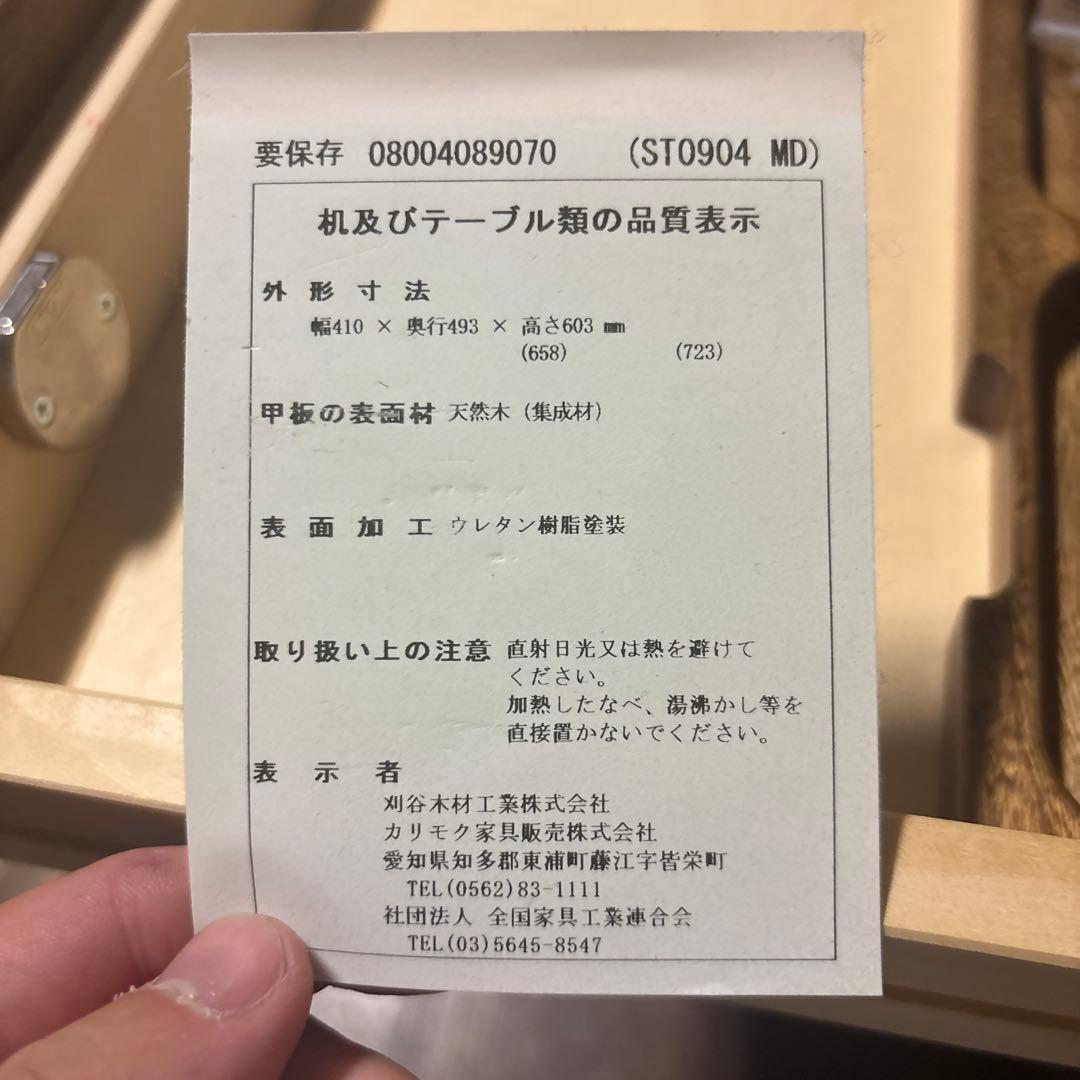 要保存 08004089070 (ST0904 MD)
机及びテーブル類の品質表示
外形寸法
幅410 × 奥行493 × 高さ603 mm
(658) (723)
甲板の表面材 天然木（集成材）
表面加工 ウレタン樹脂塗装
取り扱い上の注意 直射日光又は熱を避けて
ください。
加熱したなべ、湯沸かし等を
直接置かないでください。
表示者
刈谷木材工業株式会社
カリモク家具販売株式会社
愛知県知多郡東浦町藤江字皆栄町
TEL(0562)83-1111
社団法人 全国家具工業連合会
TEL(03)5645-8547